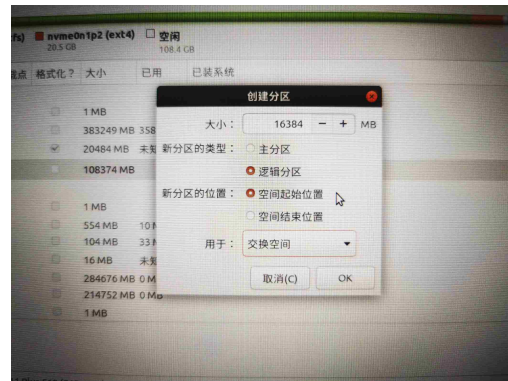 fs) nvme0n1p2 (ext4) 空闲
20.5 GB 108.4 GB
载点 格式化？ 大小 已用 已装系统
创建分区
1 MB
大小： 16384 − + MB
383249 MB 358
20484 MB 未知
新分区的类型： 主分区
108374 MB
逻辑分区
新分区的位置： 空间起始位置
1 MB
空间结束位置
554 MB
104 MB
用于： 交换空间
16 MB 未知
284676 MB 0 MB
取消(C) OK
214752 MB 0 MB
1 MB